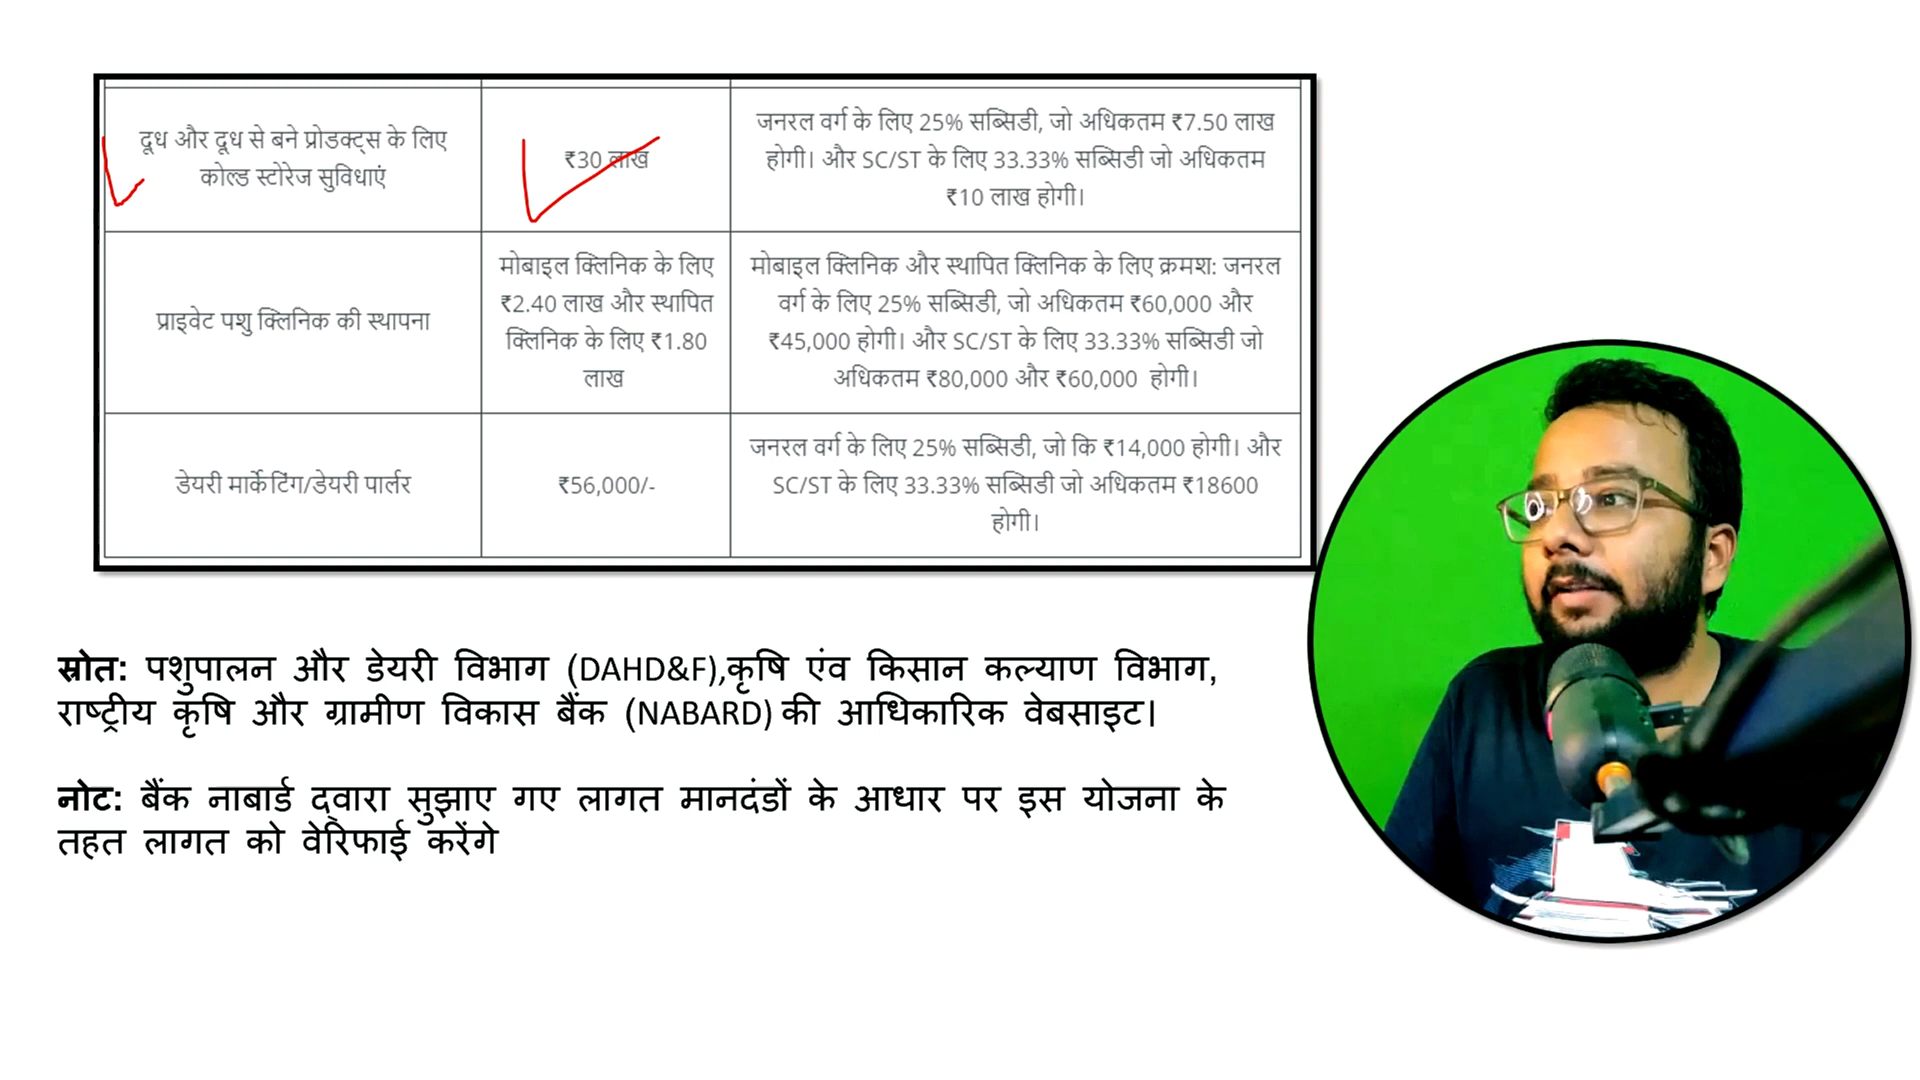 दूध और दूध से बने प्रोडक्ट्स के लिए
कोल्ड स्टोरेज सुविधाएं
₹30 लाख
जनरल वर्ग के लिए 25% सब्सिडी, जो अधिकतम ₹7.50 लाख
होगी। और SC/ST के लिए 33.33% सब्सिडी जो अधिकतम
₹10 लाख होगी।
प्राइवेट पशु क्लिनिक की स्थापना
मोबाइल क्लिनिक के लिए
₹2.40 लाख और स्थापित
क्लिनिक के लिए ₹1.80
लाख
मोबाइल क्लिनिक और स्थापित क्लिनिक के लिए क्रमश: जनरल
वर्ग के लिए 25% सब्सिडी, जो अधिकतम ₹60,000 और
₹45,000 होगी। और SC/ST के लिए 33.33% सब्सिडी जो
अधिकतम ₹80,000 और ₹60,000 होगी।
डेयरी मार्केटिंग/डेयरी पार्लर
₹56,000/-
जनरल वर्ग के लिए 25% सब्सिडी, जो कि ₹14,000 होगी। और
SC/ST के लिए 33.33% सब्सिडी जो अधिकतम ₹18600
होगी।
स्रोत: पशुपालन और डेयरी विभाग (DAHD&F),कृषि एंव किसान कल्याण विभाग,
राष्ट्रीय कृषि और ग्रामीण विकास बैंक (NABARD) की आधिकारिक वेबसाइट।
नोट: बैंक नाबार्ड द्वारा सुझाए गए लागत मानदंडों के आधार पर इस योजना के
तहत लागत को वेरिफाई करेंगे